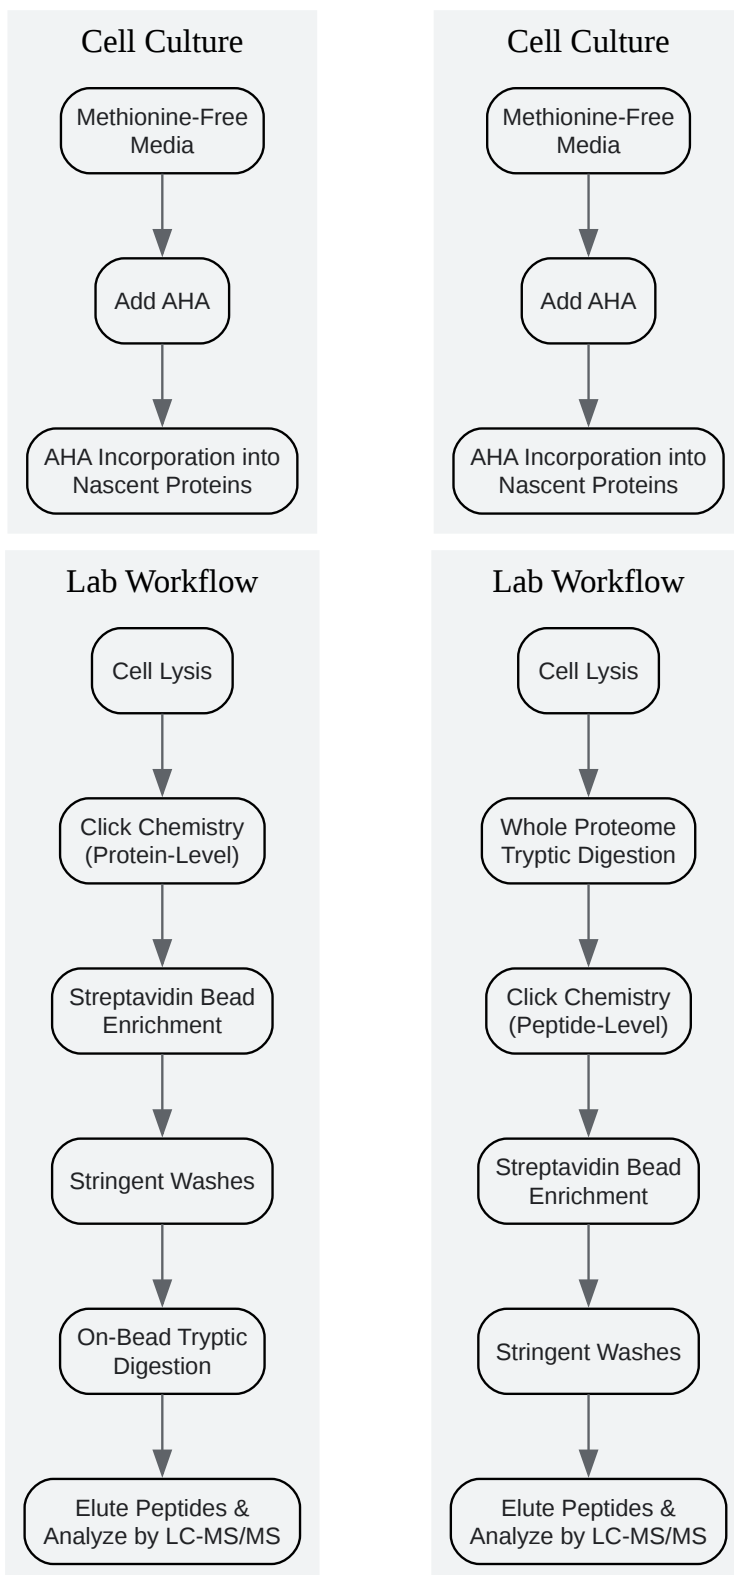 Cell Culture
Methionine-Free
Media
Add AHA
AHA Incorporation into
Nascent Proteins
Lab Workflow
Cell Lysis
Click Chemistry
(Protein-Level)
Streptavidin Bead
Enrichment
Stringent Washes
On-Bead Tryptic
Digestion
Elute Peptides &
Analyze by LC-MS/MS
Cell Culture
Methionine-Free
Media
Add AHA
AHA Incorporation into
Nascent Proteins
Lab Workflow
Cell Lysis
Whole Proteome
Tryptic Digestion
Click Chemistry
(Peptide-Level)
Streptavidin Bead
Enrichment
Stringent Washes
Elute Peptides &
Analyze by LC-MS/MS